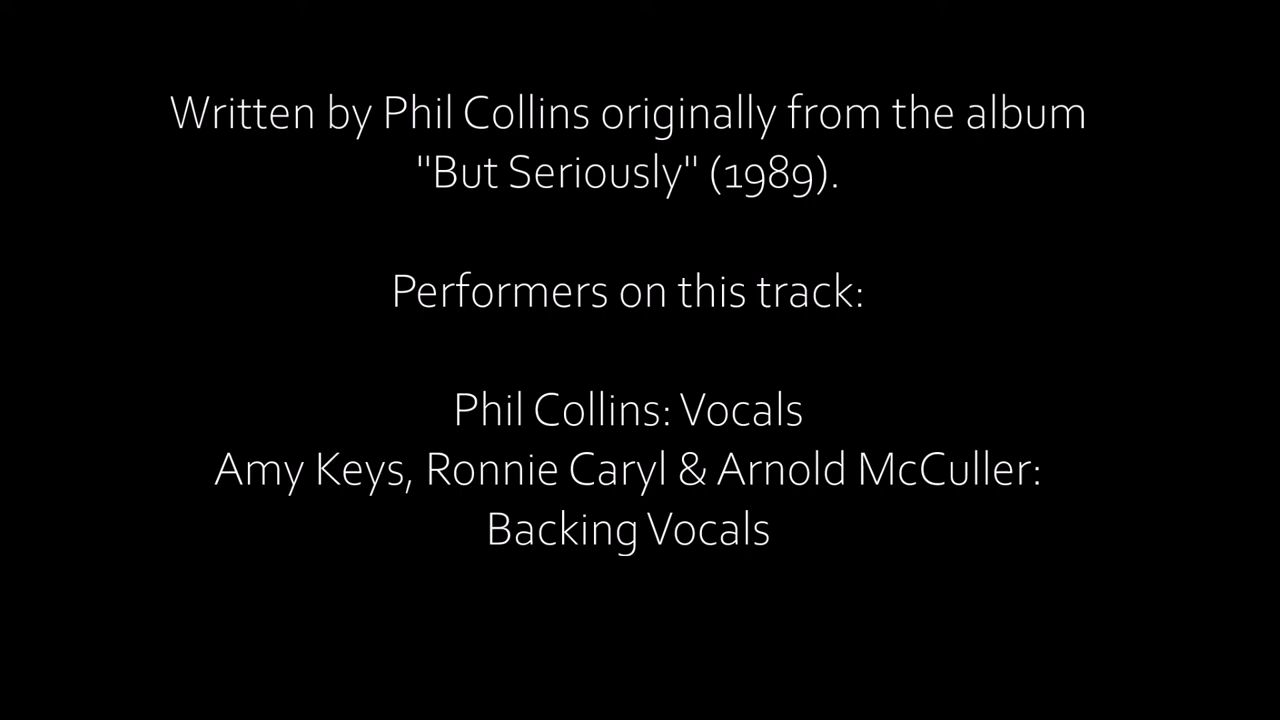 Written by Phil Collins originally from the album
"But Seriously" (1989).
Performers on this track:
Phil Collins: Vocals
Amy Keys, Ronnie Caryl & Arnold McCuller:
Backing Vocals